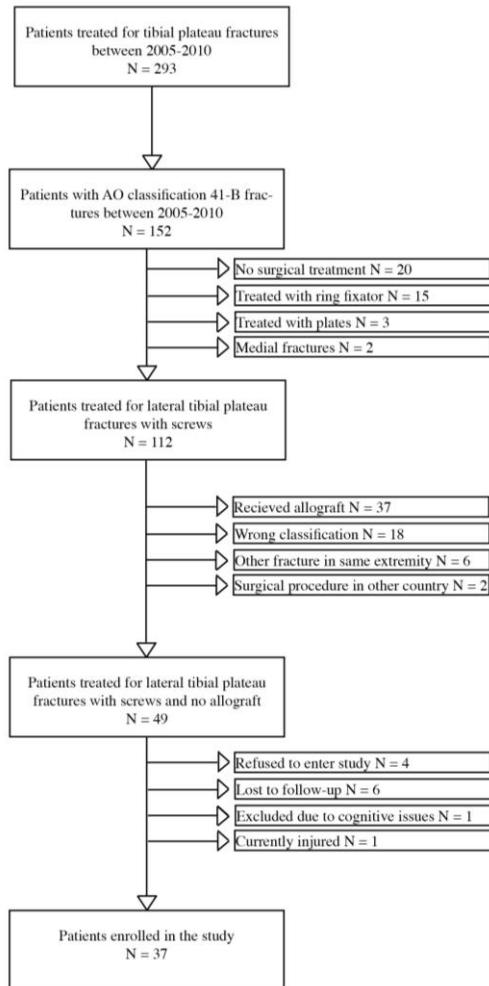 Patients treated for tibial plateau fractures
between 2005-2010
N = 293
Patients with AO classification 41-B frac-
tures between 2005-2010
N = 152
No surgical treatment N = 20
Treated with ring fixator N = 15
Treated with plates N = 3
Medial fractures N = 2
Patients treated for lateral tibial plateau
fractures with screws
N = 112
Recieved allograft N = 37
Wrong classification N = 18
Other fracture in same extremity N = 6
Surgical procedure in other country N = 2
Patients treated for lateral tibial plateau
fractures with screws and no allograft
N = 49
Refused to enter study N = 4
Lost to follow-up N = 6
Excluded due to cognitive issues N = 1
Currently injured N = 1
Patients enrolled in the study
N = 37